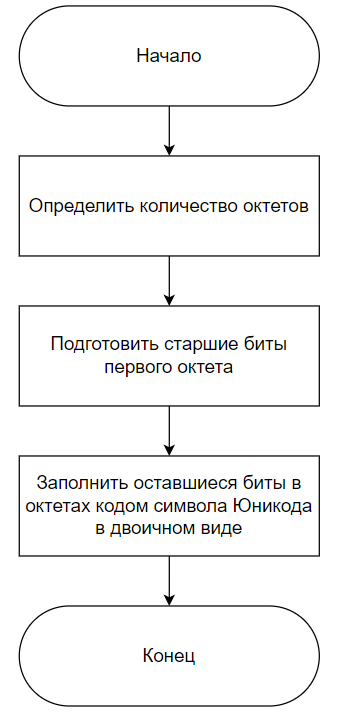 Начало
Определить количество октетов
Подготовить старшие биты
первого октета
Заполнить оставшиеся биты в
октетах кодом символа Юникода
в двоичном виде
Конец